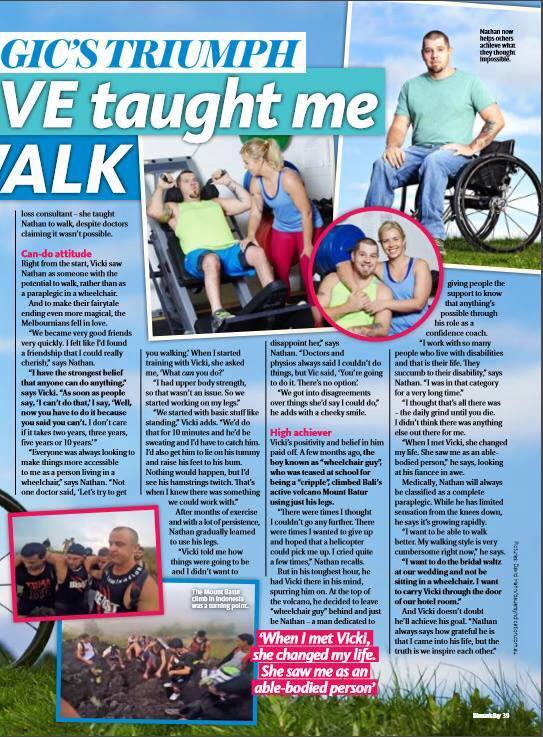 GIC'S TRIUMPH
VE taught me
ALK
Nathan now
helps others
achieve what
they thought
impossible.
loss consultant – she taught
Nathan to walk, despite doctors
claiming it wasn't possible.
Can-do attitude
Right from the start, Vicki saw
Nathan as someone with the
potential to walk, rather than as
a paraplegic in a wheelchair.
And to make their fairytale
ending even more magical, the
Melburnians fell in love.
"We became very good friends
very quickly. I felt like I'd found
a friendship that I could really
cherish," says Nathan.
"I have the strongest belief
that anyone can do anything,"
says Vicki. "As soon as people
say, 'I can't do that,' I say, 'Well,
now you have to do it because
you said you can't. I don't care
if it takes two years, three years,
five years or 10 years.'"
"Everyone was always looking to
make things more accessible
to me as a person living in a
wheelchair," says Nathan. "Not
one doctor said, 'Let's try to get
you walking.' When I started
training with Vicki, she asked
me, 'What can you do?'
"I had upper body strength,
so that wasn't an issue. So we
started working on my legs."
"We started with basic stuff like
standing," Vicki adds. "We'd do
that for 10 minutes and he'd be
sweating and I'd have to catch him.
I'd also get him to lie on his tummy
and raise his feet to his bum.
Nothing would happen, but I'd
see his hamstrings twitch. That's
when I knew there was something
we could work with."
After months of exercise
and with a lot of persistence,
Nathan gradually learned
to use his legs.
"Vicki told me how
things were going to be
and I didn't want to
disappoint her," says
Nathan. "Doctors and
physios always said I couldn't do
things, but Vic said, 'You're going
to do it. There's no option'.
"We got into disagreements
over things she'd say I could do,"
he adds with a cheeky smile.
High achiever
Vicki's positivity and belief in him
paid off. A few months ago, the
boy known as "wheelchair guy",
who was teased at school for
being a "cripple", climbed Bali's
active volcano Mount Batur
using just his legs.
"There were times I thought
I couldn't go any further. There
were times I wanted to give up
and hoped that a helicopter
could pick me up. I cried quite
a few times," Nathan recalls.
But in his toughest hour, he
had Vicki there in his mind,
spurring him on. At the top of
the volcano, he decided to leave
"wheelchair guy" behind and just
be Nathan – a man dedicated to
giving people the
support to know
that anything's
possible through
his role as a
confidence coach.
"I work with so many
people who live with disabilities
and that is their life. They
succumb to their disability," says
Nathan. "I was in that category
for a very long time."
"I thought that's all there was
– the daily grind until you die.
I didn't think there was anything
else out there for me.
"When I met Vicki, she changed
my life. She saw me as an able-
bodied person," he says, looking
at his fiancée in awe.
Medically, Nathan will always
be classified as a complete
paraplegic. While he has limited
sensation from the knees down,
he says it's growing rapidly.
"I want to be able to walk
better. My walking style is very
cumbersome right now," he says.
"I want to do the bridal waltz
at our wedding and not be
sitting in a wheelchair. I want
to carry Vicki through the door
of our hotel room."
And Vicki doesn't doubt
he'll achieve his goal. "Nathan
always says how grateful he is
that I came into his life, but the
truth is we inspire each other."
The Mount Batur
climb in Indonesia
was a turning point.
'When I met Vicki,
she changed my life.
She saw me as an
able-bodied person'
Woman's Day 39